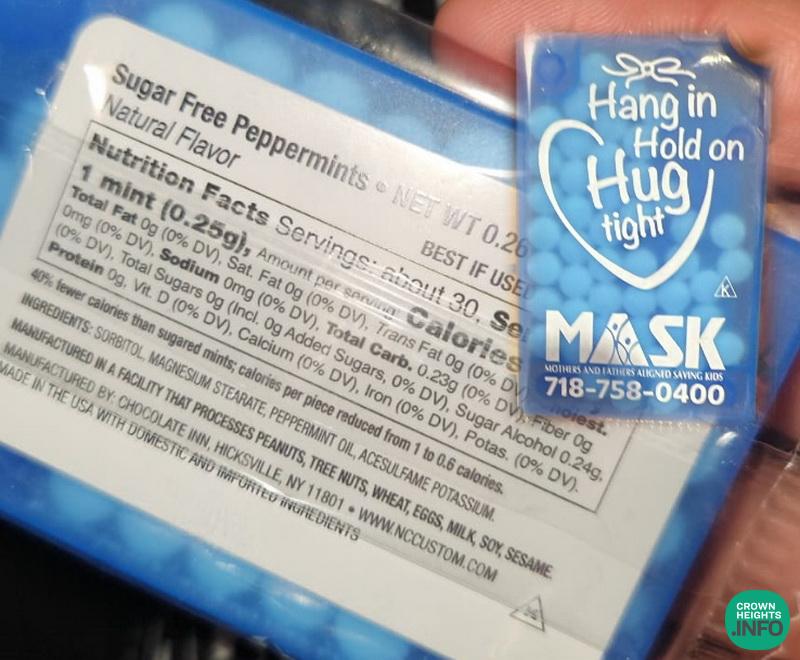 Sugar Free Peppermints • NET WT 0.26
Natural Flavor
BEST IF USE
Nutrition Facts Servings: about 30, Se
1 mint (0.25g), Amount per serving: Calories
Total Fat 0g (0% DV), Sat. Fat 0g (0% DV), Trans Fat 0g (0% DV),
0mg (0% DV), Sodium 0mg (0% DV), Total Carb. 0.23g (0% DV), Fiber 0g
(0% DV), Total Sugars 0g (Incl. 0g Added Sugars, 0% DV), Sugar Alcohol 0.24g,
Protein 0g, Vit. D (0% DV), Calcium (0% DV), Iron (0% DV), Potas. (0% DV).
40% fewer calories than sugared mints; calories per piece reduced from 1 to 0.6 calories.
INGREDIENTS: SORBITOL, MAGNESIUM STEARATE, PEPPERMINT OIL, ACESULFAME POTASSIUM.
MANUFACTURED IN A FACILITY THAT PROCESSES PEANUTS, TREE NUTS, WHEAT, EGGS, MILK, SOY, SESAME.
MANUFACTURED BY: CHOCOLATE INN, HICKSVILLE, NY 11801 • WWW.NCCUSTOM.COM
MADE IN THE USA WITH DOMESTIC AND IMPORTED INGREDIENTS
Hang in
Hold on
Hug
tight
K
MASK
MOTHERS AND FATHERS ALIGNED SAVING KIDS
718-758-0400
CROWN
HEIGHTS
.INFO